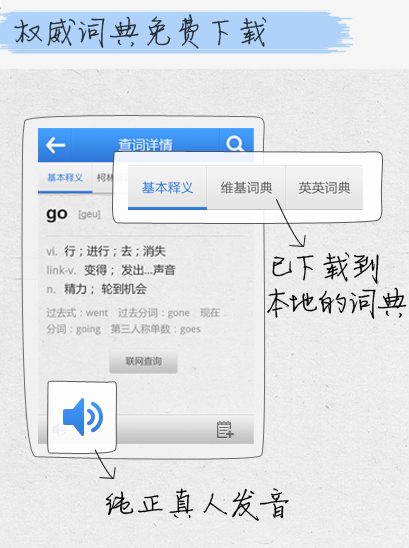 权威词典免费下载
查词详情
基本释义 柯林
基本释义 维基词典 英英词典
go [geu]
vi. 行；进行；去；消失
link-v. 变得； 发出...声音
n. 精力； 轮到机会
过去式：went 过去分词：gone 现在
分词：going 第三人称单数：goes
联网查询
已下载到
本地的词典
纯正真人发音